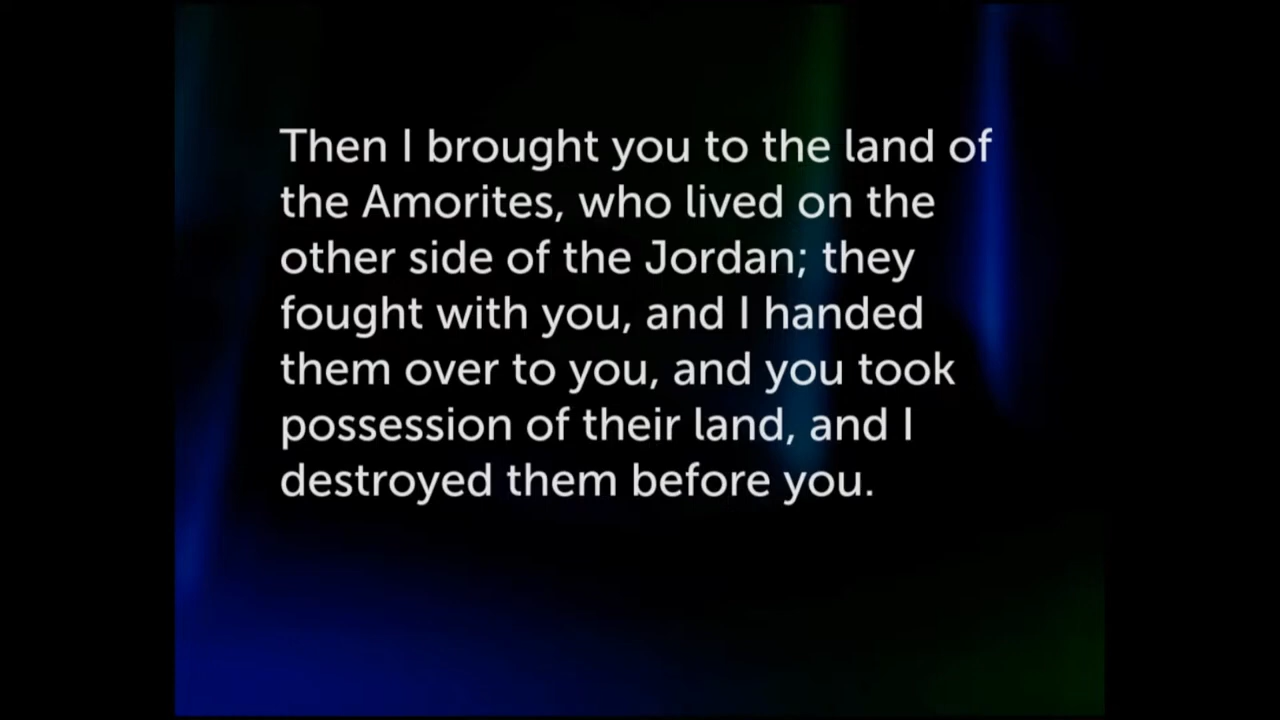 Then I brought you to the land of
the Amorites, who lived on the
other side of the Jordan; they
fought with you, and I handed
them over to you, and you took
possession of their land, and I
destroyed them before you.